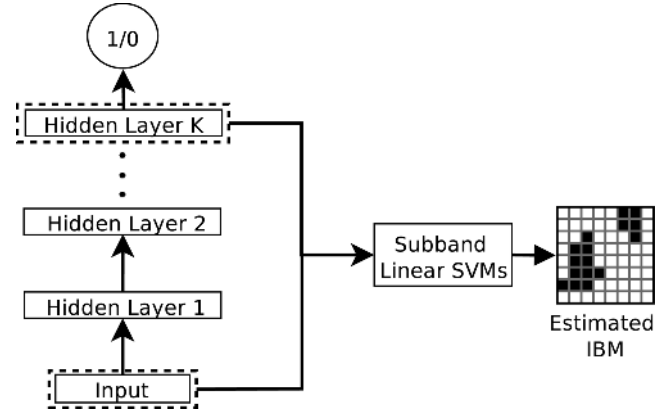 1/0
Hidden Layer K
Hidden Layer 2
Hidden Layer 1
Input
Subband
Linear SVMs
Estimated
IBM